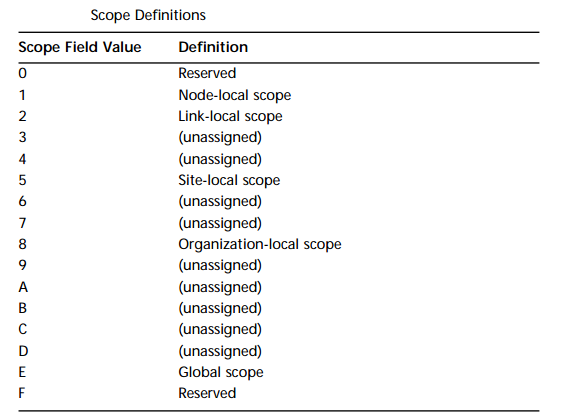 Scope Definitions
Scope Field Value Definition
0 Reserved
1 Node-local scope
2 Link-local scope
3 (unassigned)
4 (unassigned)
5 Site-local scope
6 (unassigned)
7 (unassigned)
8 Organization-local scope
9 (unassigned)
A (unassigned)
B (unassigned)
C (unassigned)
D (unassigned)
E Global scope
F Reserved